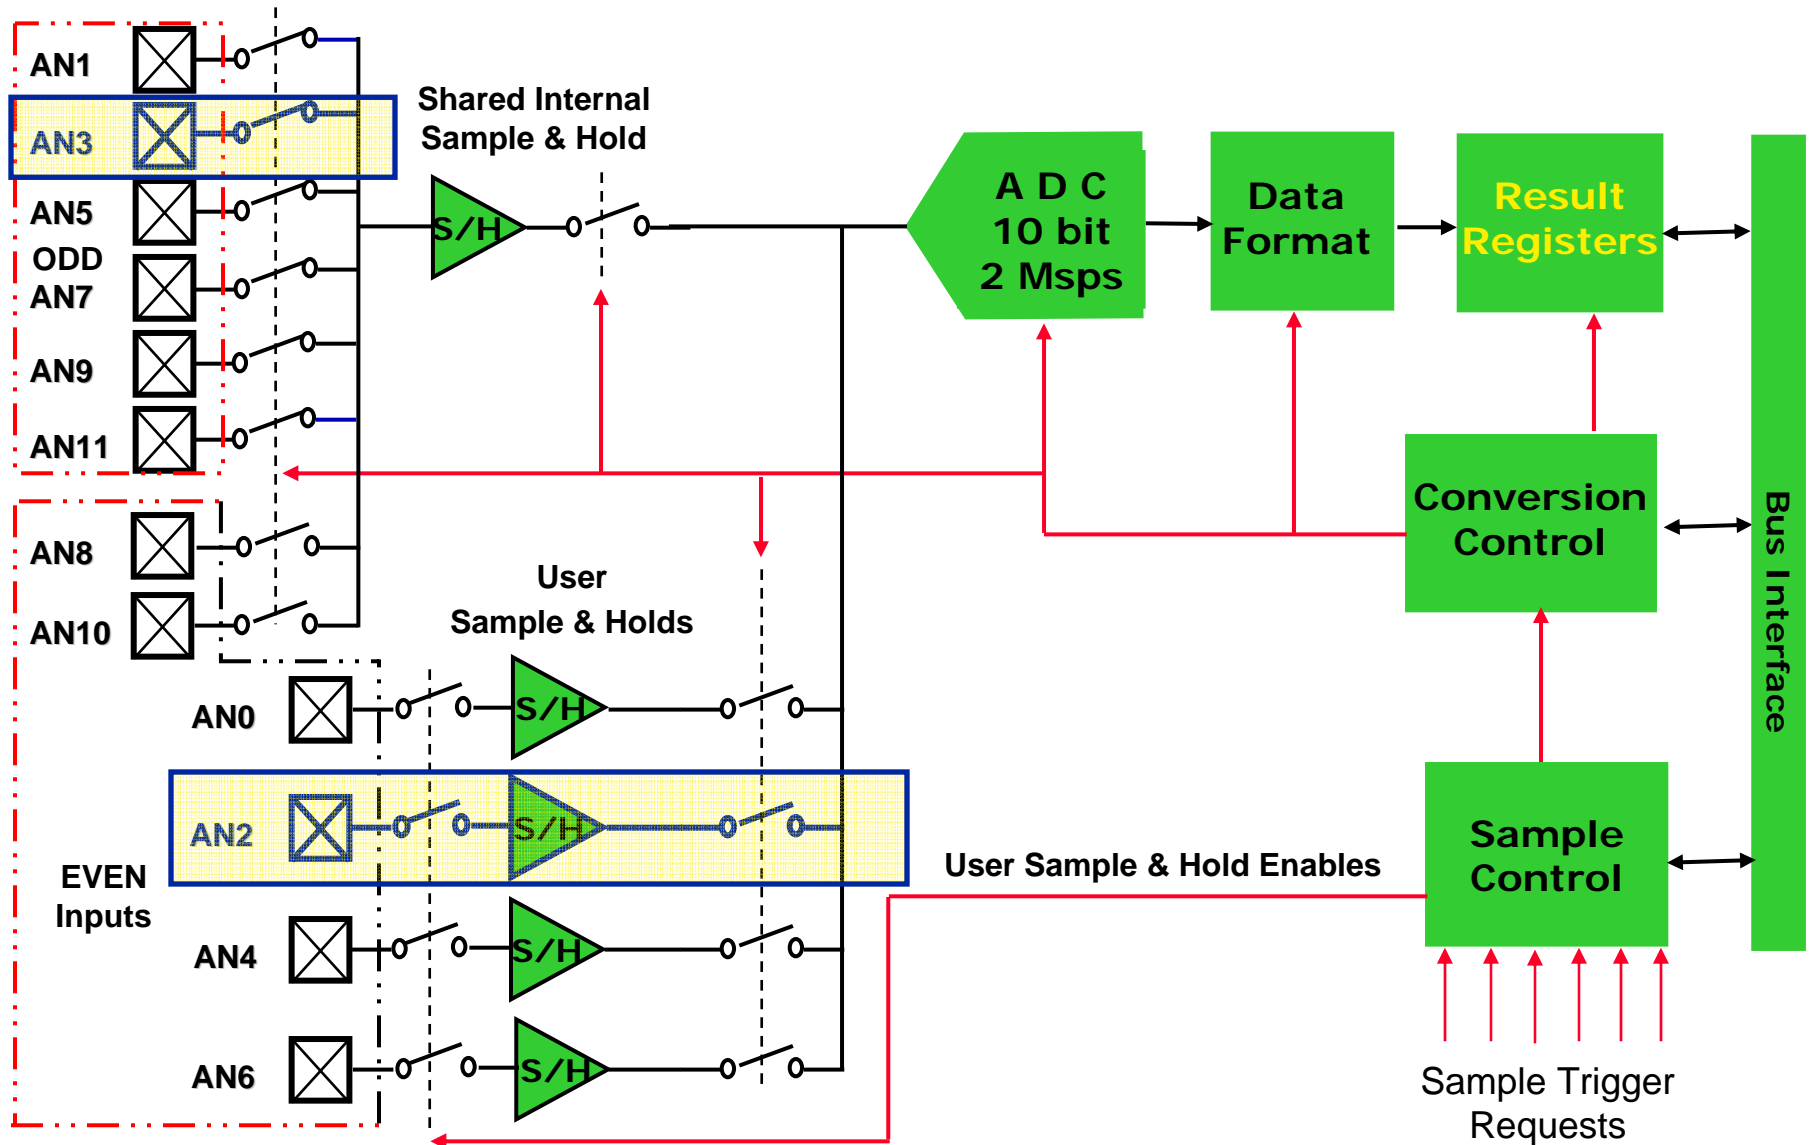 AN1
AN3
AN5
ODD
AN7
AN9
AN11
AN8
AN10
Shared Internal
Sample & Hold
S/H
A D C
10 bit
2 Msps
Data
Format
Result
Registers
Conversion
Control
Bus Interface
User
Sample & Holds
AN0
S/H
AN2
S/H
EVEN
Inputs
AN4
S/H
AN6
S/H
User Sample & Hold Enables
Sample
Control
Sample Trigger
Requests